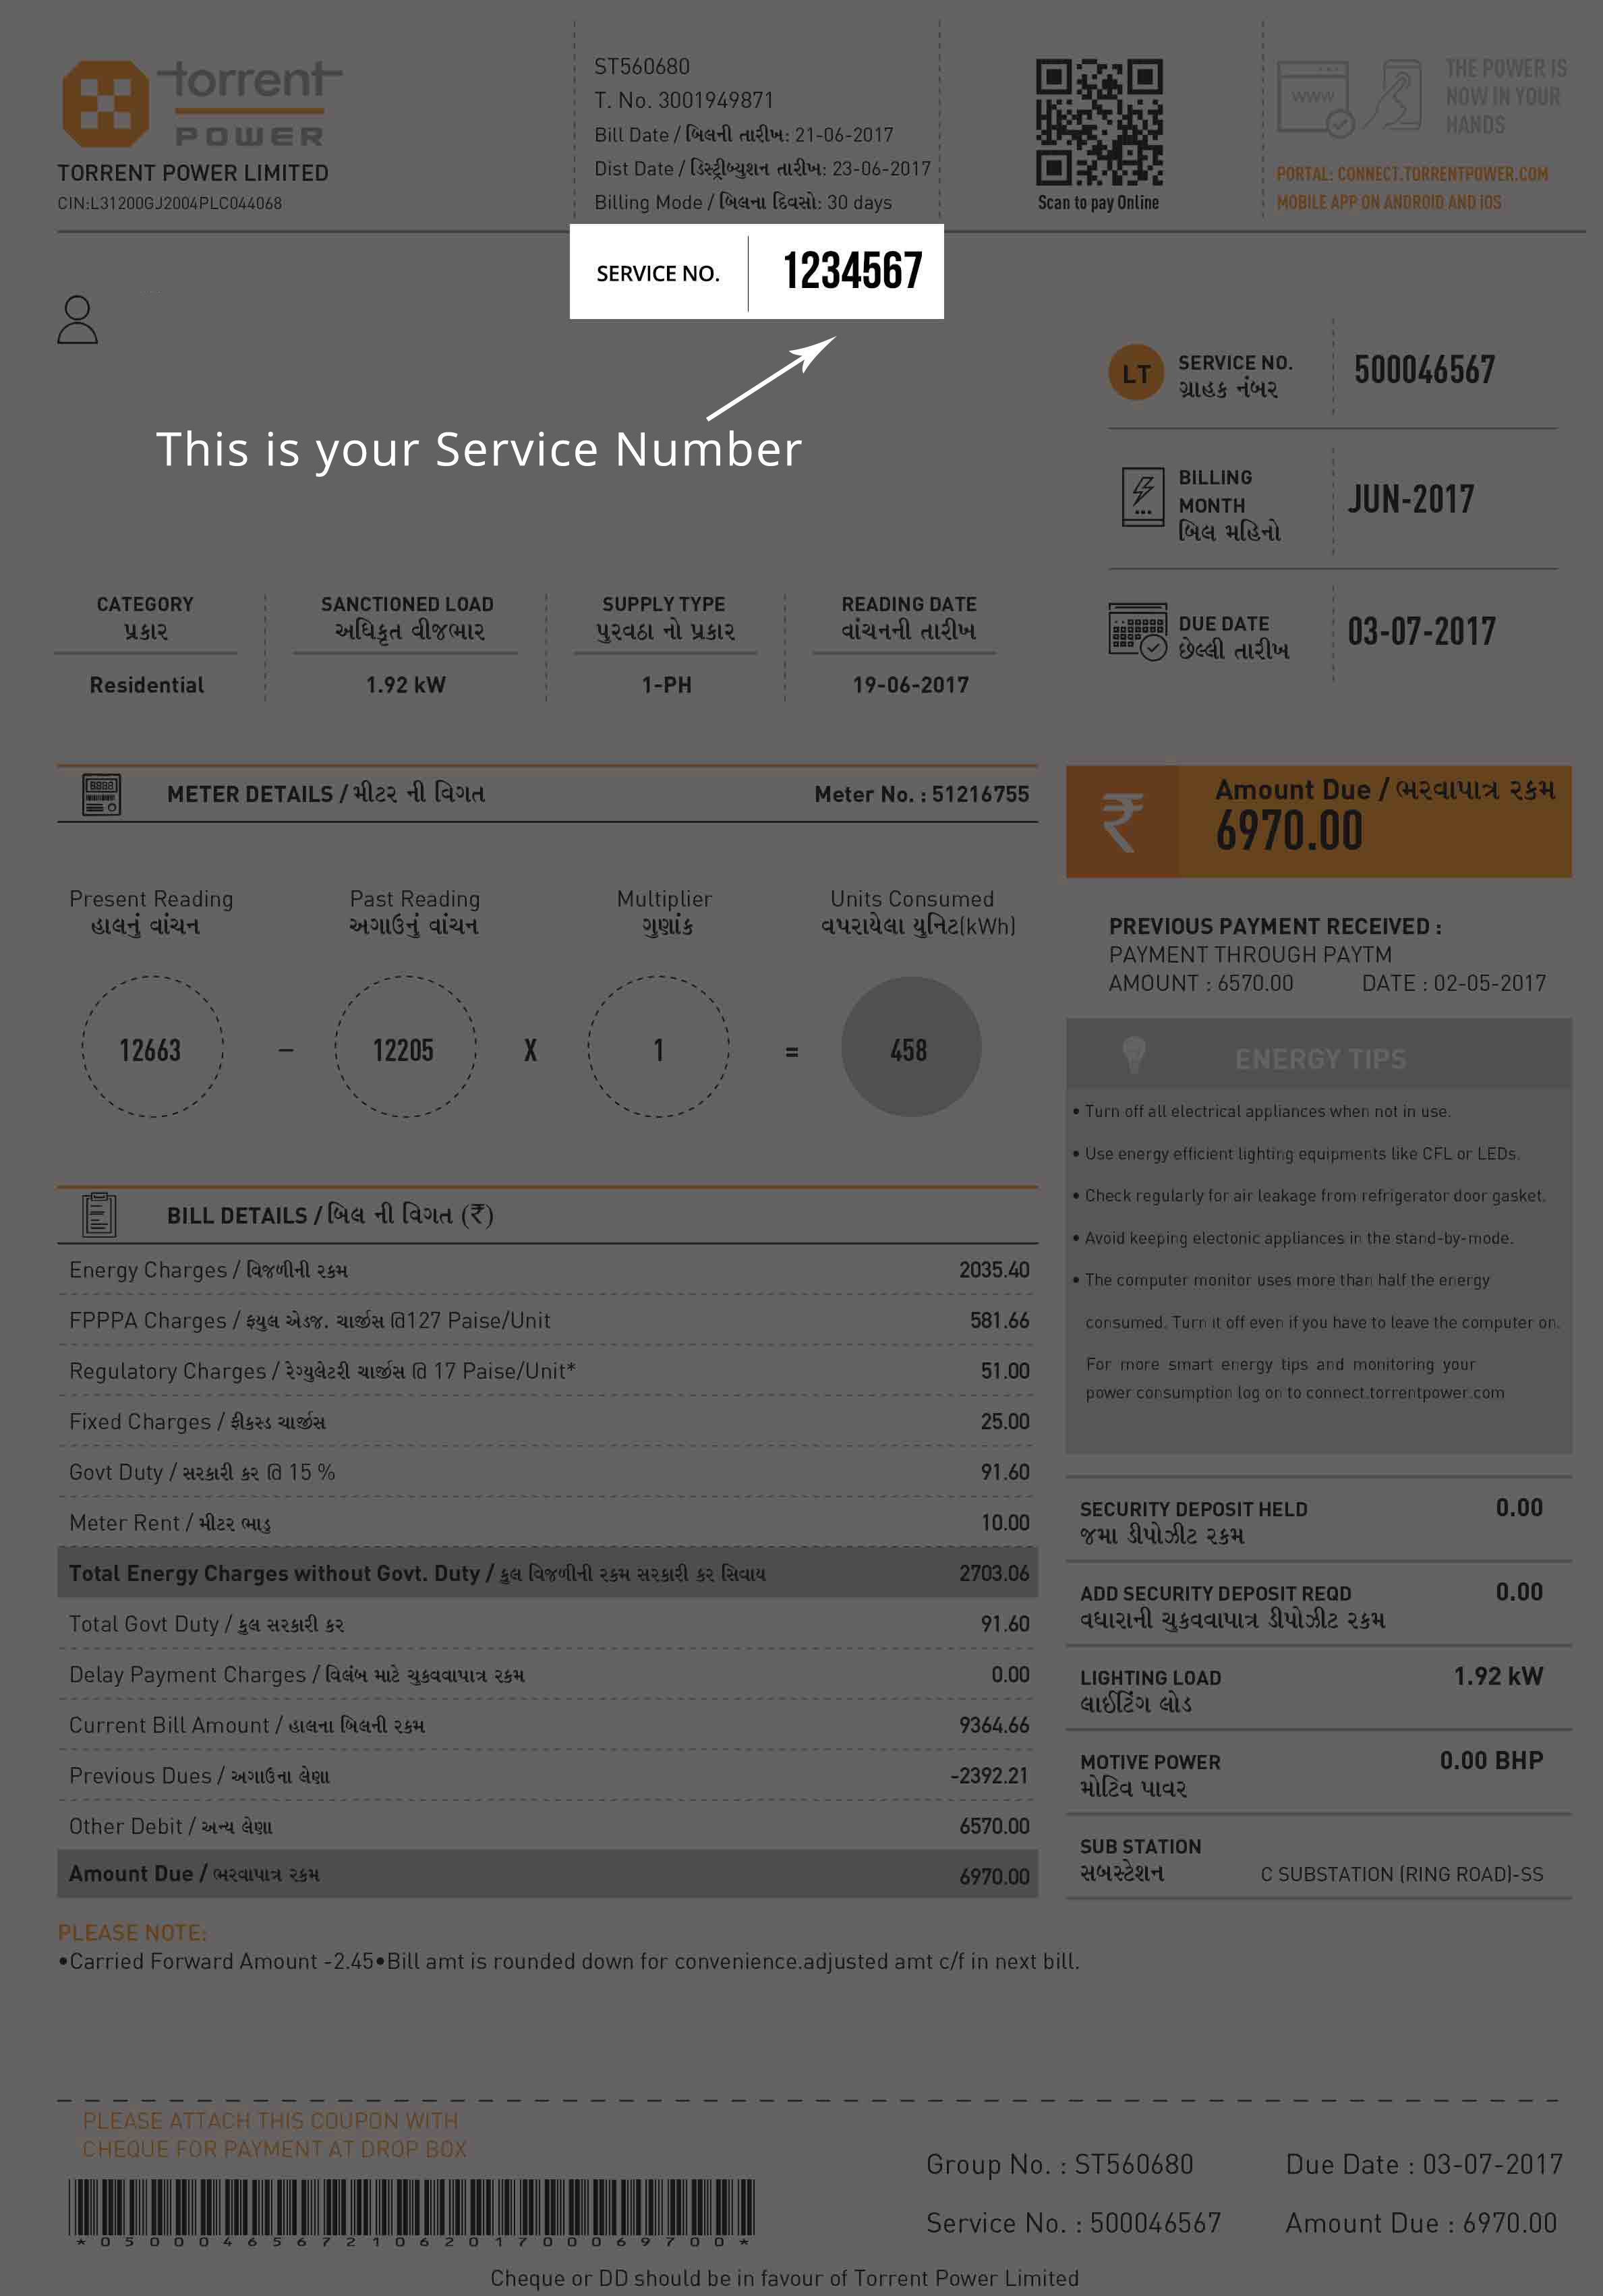 torrent
POWER
TORRENT POWER LIMITED
CIN:L31200GJ2004PLC044068
ST560680
T. No. 3001949871
Bill Date / બિલની તારીખ: 21-06-2017
Dist Date / ડિસ્ટ્રીબ્યુશન તારીખ: 23-06-2017
Billing Mode / બિલના દિવસો: 30 days
Scan to pay Online
www
THE POWER IS
NOW IN YOUR
HANDS
PORTAL: CONNECT.TORRENTPOWER.COM
MOBILE APP ON ANDROID AND iOS
SERVICE NO. 1234567
This is your Service Number
LT SERVICE NO. 500046567
ગ્રાહક નંબર
BILLING
MONTH JUN-2017
બિલ મહિનો
DUE DATE 03-07-2017
છેલ્લી તારીખ
CATEGORY SANCTIONED LOAD SUPPLY TYPE READING DATE
પ્રકાર અધિકૃત વીજભાર પુરવઠા નો પ્રકાર વાંચનની તારીખ
Residential 1.92 kW 1-PH 19-06-2017
METER DETAILS / મીટર ની વિગત Meter No. : 51216755
Present Reading Past Reading Multiplier Units Consumed
હાલનું વાંચન અગાઉનું વાંચન ગુણાંક વપરાયેલા યુનિટ(kWh)
12663 – 12205 X 1 = 458
₹ Amount Due / ભરવાપાત્ર રકમ
6970.00
PREVIOUS PAYMENT RECEIVED :
PAYMENT THROUGH PAYTM
AMOUNT : 6570.00 DATE : 02-05-2017
ENERGY TIPS
• Turn off all electrical appliances when not in use.
• Use energy efficient lighting equipments like CFL or LEDs.
• Check regularly for air leakage from refrigerator door gasket.
• Avoid keeping electonic appliances in the stand-by-mode.
• The computer monitor uses more than half the energy
consumed. Turn it off even if you have to leave the computer on.
For more smart energy tips and monitoring your
power consumption log on to connect.torrentpower.com
BILL DETAILS / બિલ ની વિગત (₹)
Energy Charges / વિજળીની રકમ 2035.40
FPPPA Charges / ફયુલ એડજ. ચાર્જીસ @127 Paise/Unit 581.66
Regulatory Charges / રેગ્યુલેટરી ચાર્જીસ @ 17 Paise/Unit* 51.00
Fixed Charges / ફીકસ્ડ ચાર્જીસ 25.00
Govt Duty / સરકારી કર @ 15 % 91.60
Meter Rent / મીટર ભાડુ 10.00
Total Energy Charges without Govt. Duty / કુલ વિજળીની રકમ સરકારી કર સિવાય 2703.06
Total Govt Duty / કુલ સરકારી કર 91.60
Delay Payment Charges / વિલંબ માટે ચુકવવાપાત્ર રકમ 0.00
Current Bill Amount / હાલના બિલની રકમ 9364.66
Previous Dues / અગાઉના લેણા -2392.21
Other Debit / અન્ય લેણા 6570.00
Amount Due / ભરવાપાત્ર રકમ 6970.00
SECURITY DEPOSIT HELD 0.00
જમા ડીપોઝીટ રકમ
ADD SECURITY DEPOSIT REQD 0.00
વધારાની ચુકવવાપાત્ર ડીપોઝીટ રકમ
LIGHTING LOAD 1.92 kW
લાઈટિંગ લોડ
MOTIVE POWER 0.00 BHP
મોટિવ પાવર
SUB STATION
સબસ્ટેશન C SUBSTATION (RING ROAD)-SS
PLEASE NOTE:
•Carried Forward Amount -2.45•Bill amt is rounded down for convenience.adjusted amt c/f in next bill.
PLEASE ATTACH THIS COUPON WITH
CHEQUE FOR PAYMENT AT DROP BOX
*05000465672106201700069700*
Group No. : ST560680 Due Date : 03-07-2017
Service No. : 500046567 Amount Due : 6970.00
Cheque or DD should be in favour of Torrent Power Limited